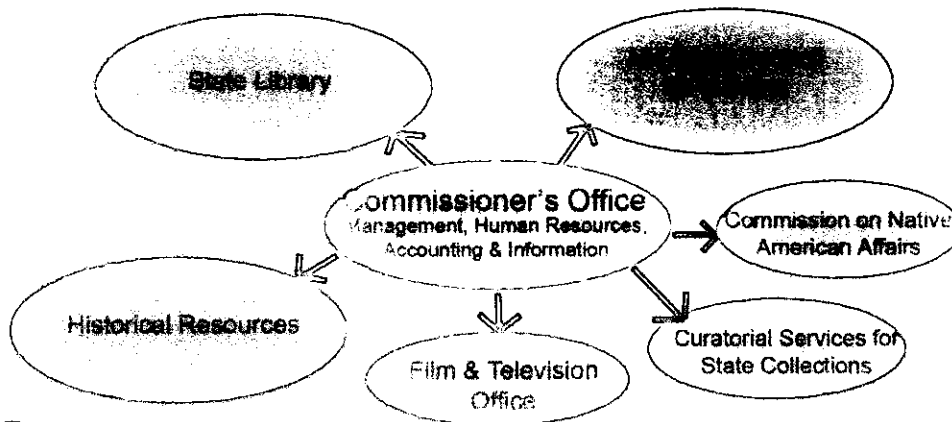 State Library
Commissioner's Office
Management, Human Resources,
Accounting & Information
Commission on Native
American Affairs
Historical Resources
Curatorial Services for
State Collections
Film & Television
Office